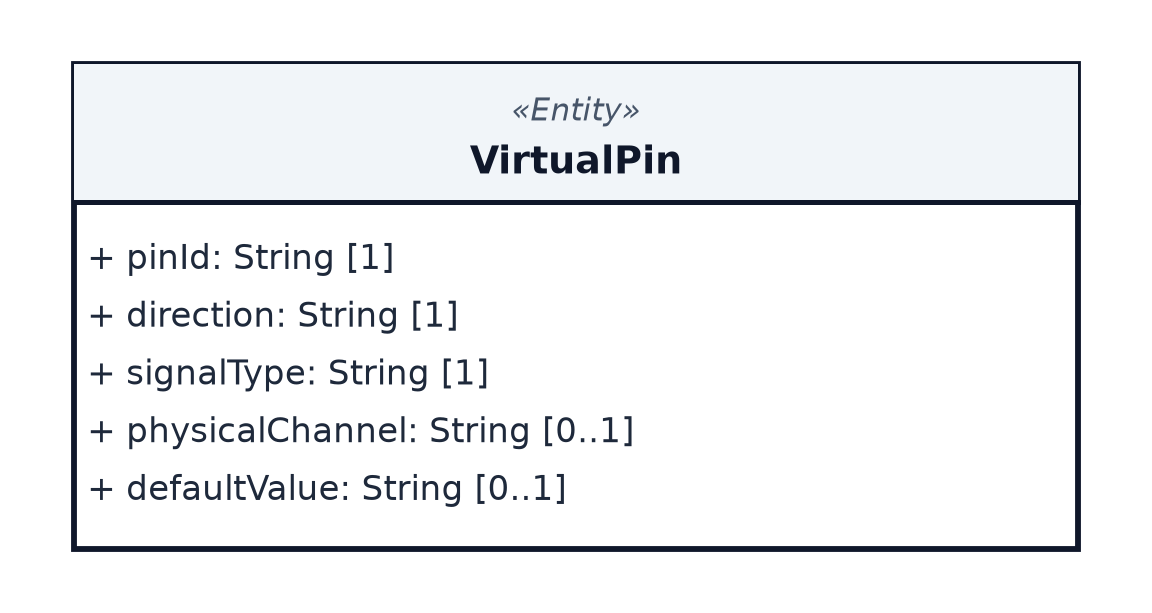 «Entity»
VirtualPin
+ pinId: String [1]
+ direction: String [1]
+ signalType: String [1]
+ physicalChannel: String [0..1]
+ defaultValue: String [0..1]